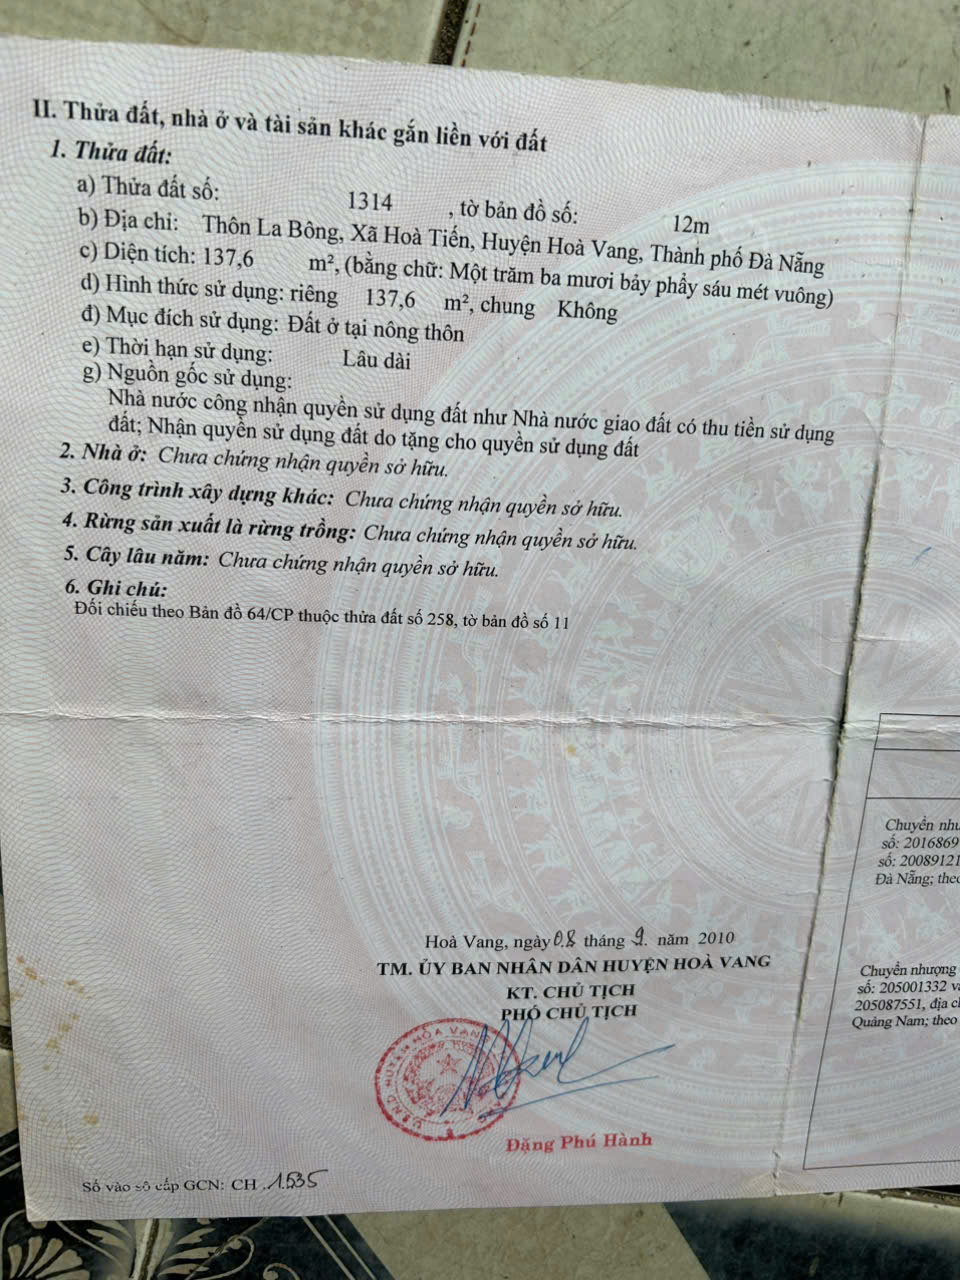 II. Thửa đất, nhà ở và tài sản khác gắn liền với đất
1. Thửa đất:
a) Thửa đất số: 1314 , tờ bản đồ số: 12m
b) Địa chỉ: Thôn La Bông, Xã Hoà Tiến, Huyện Hoà Vang, Thành phố Đà Nẵng
c) Diện tích: 137,6 m², (bằng chữ: Một trăm ba mươi bảy phẩy sáu mét vuông)
d) Hình thức sử dụng: riêng 137,6 m², chung Không
đ) Mục đích sử dụng: Đất ở tại nông thôn
e) Thời hạn sử dụng: Lâu dài
g) Nguồn gốc sử dụng:
Nhà nước công nhận quyền sử dụng đất như Nhà nước giao đất có thu tiền sử dụng
đất; Nhận quyền sử dụng đất do tặng cho quyền sử dụng đất
2. Nhà ở: Chưa chứng nhận quyền sở hữu.
3. Công trình xây dựng khác: Chưa chứng nhận quyền sở hữu.
4. Rừng sản xuất là rừng trồng: Chưa chứng nhận quyền sở hữu.
5. Cây lâu năm: Chưa chứng nhận quyền sở hữu.
6. Ghi chú:
Đối chiếu theo Bản đồ 64/CP thuộc thửa đất số 258, tờ bản đồ số 11
Hoà Vang, ngày 08 tháng 9. năm 2010
TM. ỦY BAN NHÂN DÂN HUYỆN HOÀ VANG
KT. CHỦ TỊCH
PHÓ CHỦ TỊCH
U.B.N.D HUYỆN HÒA VANG
Đặng Phú Hành
Số vào sổ cấp GCN: CH .1535
Chuyển như
số: 2016869
số: 20089121
Đà Nẵng; theo
Chuyển nhượng
số: 205001332 và
205087551, địa ch
Quảng Nam; theo